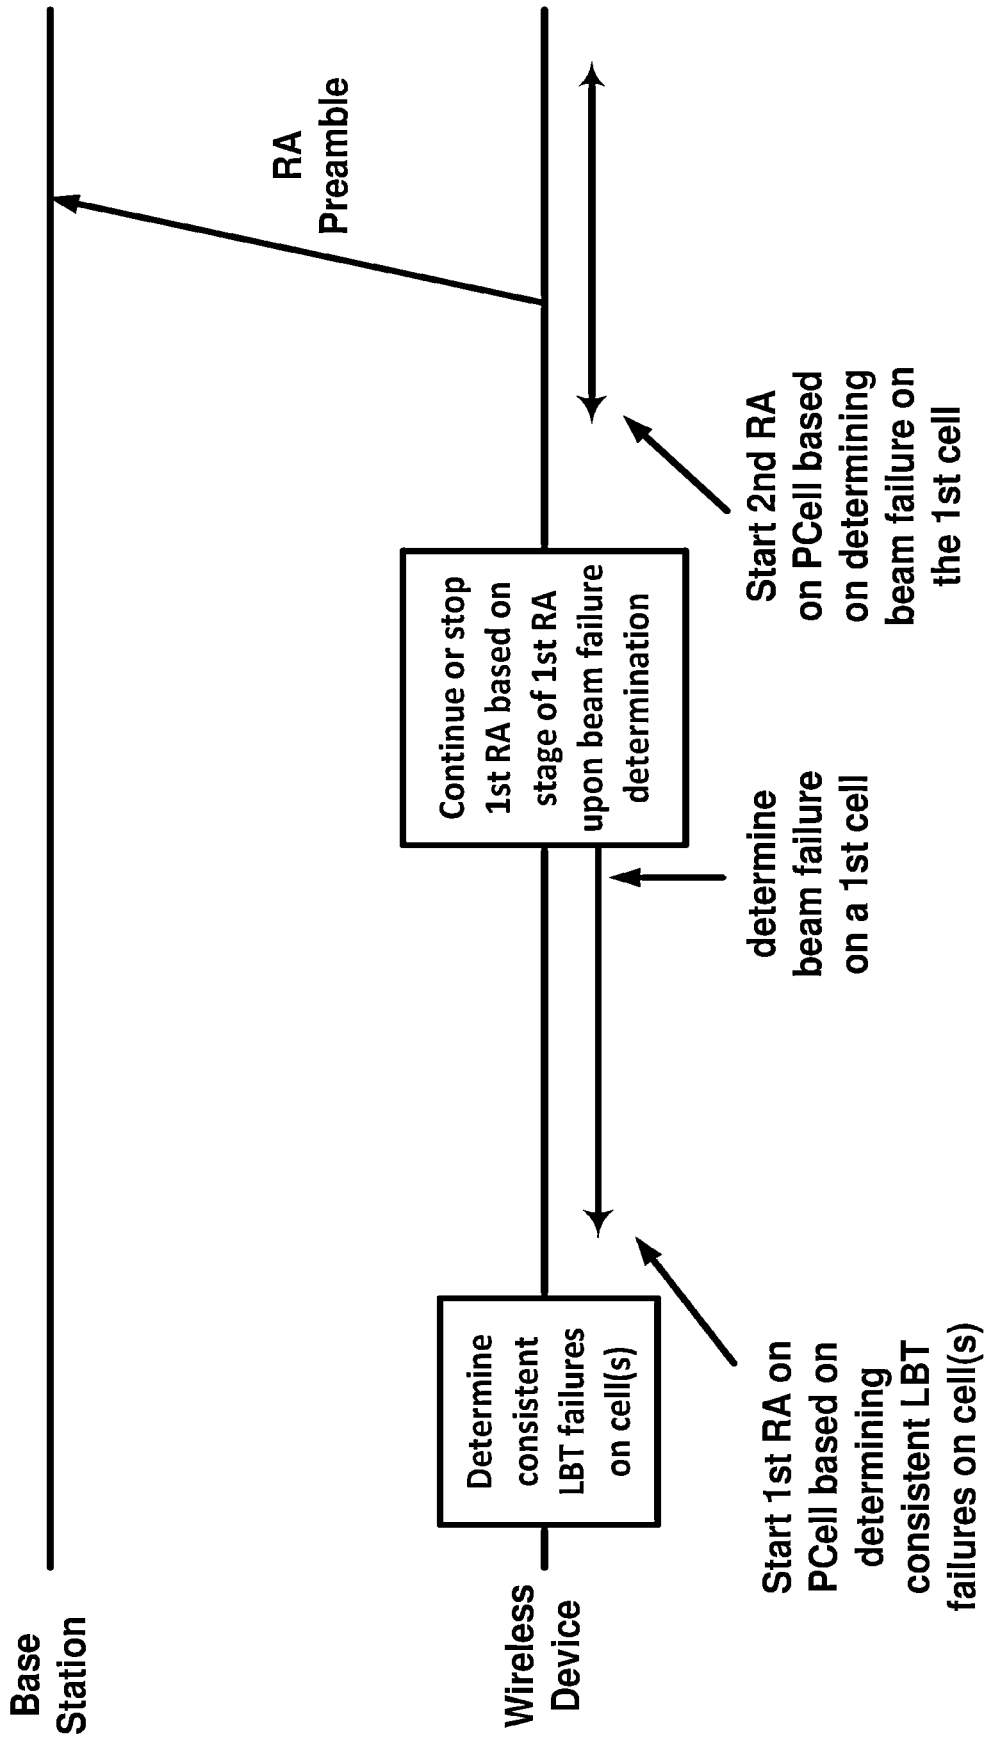 Base
Station
Wireless
Device
RA
Preamble
Determine
consistent
LBT failures
on cell(s)
Continue or stop
1st RA based on
stage of 1st RA
upon beam failure
determination
Start 1st RA on
PCell based on
determining
consistent LBT
failures on cell(s)
determine
beam failure
on a 1st cell
Start 2nd RA
on PCell based
on determining
beam failure on
the 1st cell